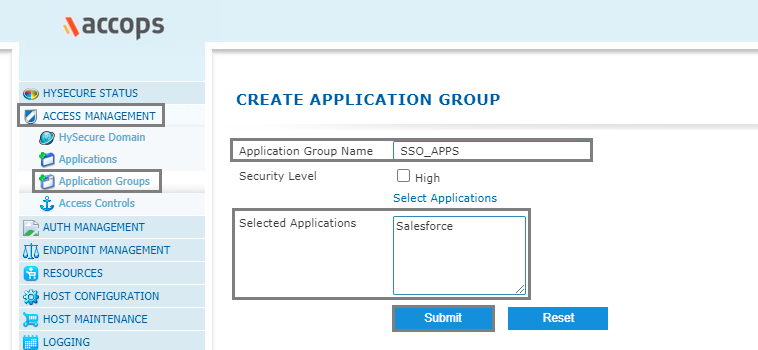 accops
HYSECURE STATUS
ACCESS MANAGEMENT
HySecure Domain
Applications
Application Groups
Access Controls
AUTH MANAGEMENT
ENDPOINT MANAGEMENT
RESOURCES
HOST CONFIGURATION
HOST MAINTENANCE
LOGGING
CREATE APPLICATION GROUP
Application Group Name SSO_APPS
Security Level High
Select Applications
Selected Applications Salesforce
Submit Reset